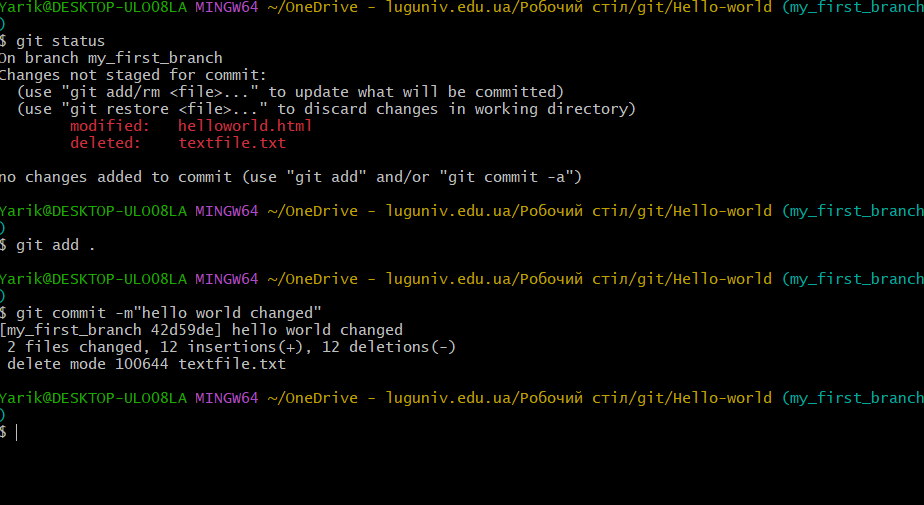 Yarik@DESKTOP-ULOO8LA MINGW64 ~/OneDrive - luguniv.edu.ua/Робочий стіл/git/Hello-world (my_first_branch
)
$ git status
On branch my_first_branch
Changes not staged for commit:
  (use "git add/rm <file>..." to update what will be committed)
  (use "git restore <file>..." to discard changes in working directory)
        modified:   helloworld.html
        deleted:    textfile.txt

no changes added to commit (use "git add" and/or "git commit -a")

Yarik@DESKTOP-ULOO8LA MINGW64 ~/OneDrive - luguniv.edu.ua/Робочий стіл/git/Hello-world (my_first_branch
)
$ git add .

Yarik@DESKTOP-ULOO8LA MINGW64 ~/OneDrive - luguniv.edu.ua/Робочий стіл/git/Hello-world (my_first_branch
)
$ git commit -m"hello world changed"
[my_first_branch 42d59de] hello world changed
 2 files changed, 12 insertions(+), 12 deletions(-)
 delete mode 100644 textfile.txt

Yarik@DESKTOP-ULOO8LA MINGW64 ~/OneDrive - luguniv.edu.ua/Робочий стіл/git/Hello-world (my_first_branch
)
$